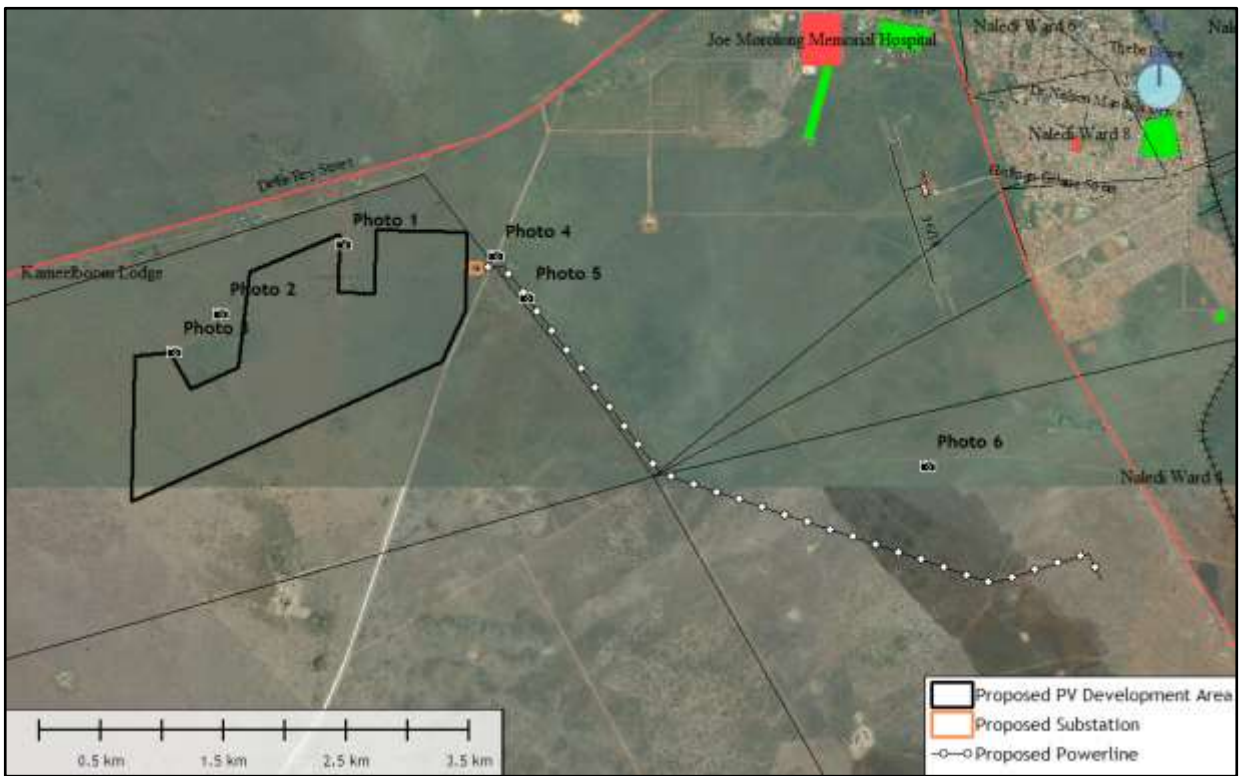 Joe Morolong Memorial Hospital
Naledi Ward 6
Naledi Ward 8
Kameelboom Lodge
Photo 1
Photo 4
Photo 5
Photo 2
Photo 3
Photo 6
Naledi Ward 4
Proposed PV Development Area
Proposed Substation
Proposed Powerline
0.5 km
1.5 km
2.5 km
3.5 km